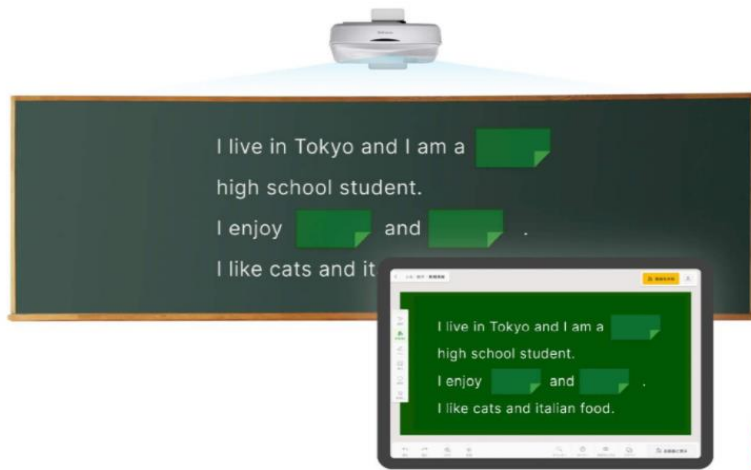 I live in Tokyo and I am a
high school student.
I enjoy and .
I like cats and it
I live in Tokyo and I am a
high school student.
I enjoy and .
I like cats and italian food.